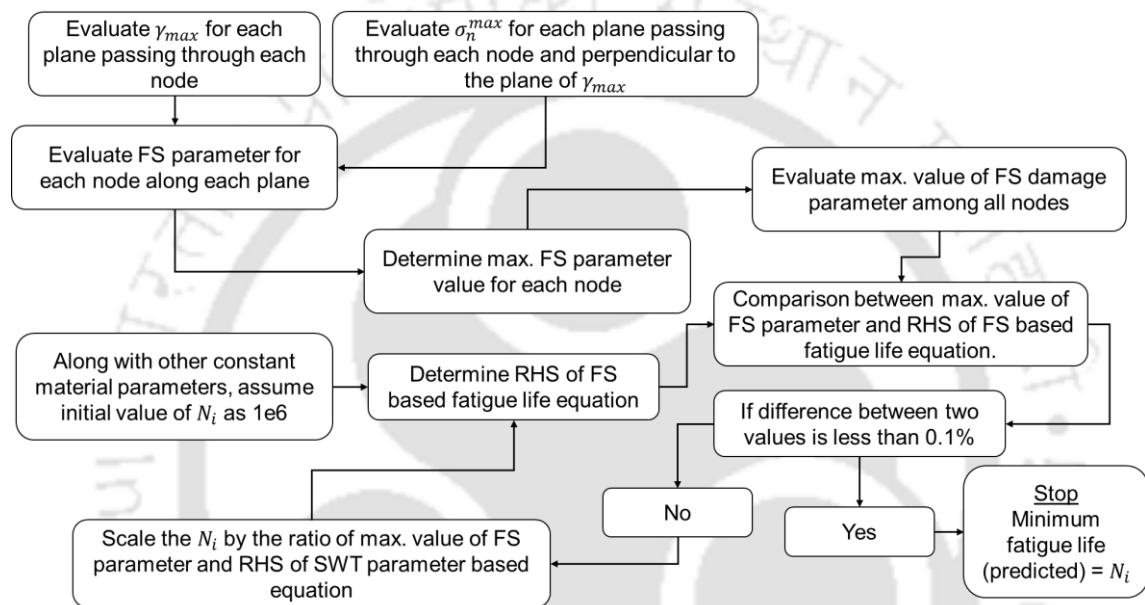 Evaluate γ_max for each
plane passing through each
node
Evaluate σ_n^max for each plane passing
through each node and perpendicular to
the plane of γ_max
Evaluate FS parameter for
each node along each plane
Evaluate max. value of FS damage
parameter among all nodes
Determine max. FS parameter
value for each node
Comparison between max. value of
FS parameter and RHS of FS based
fatigue life equation.
Along with other constant
material parameters, assume
initial value of N_i as 1e6
Determine RHS of FS
based fatigue life equation
If difference between two
values is less than 0.1%
No
Yes
Stop
Minimum
fatigue life
(predicted) = N_i
Scale the N_i by the ratio of max. value of FS
parameter and RHS of SWT parameter based
equation